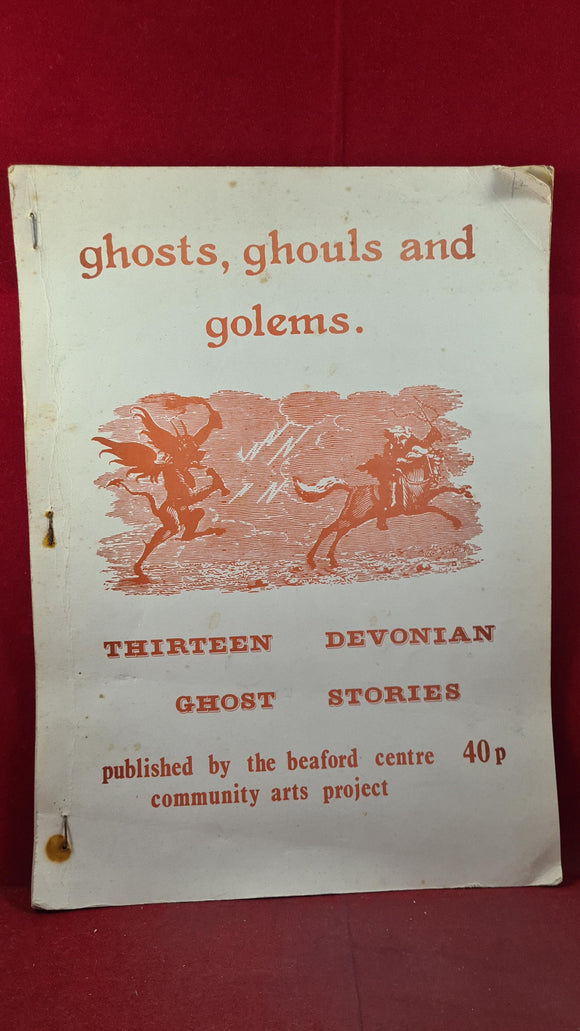 ghosts, ghouls and
golems.
THIRTEEN DEVONIAN
GHOST STORIES
published by the beaford centre 40p
community arts project